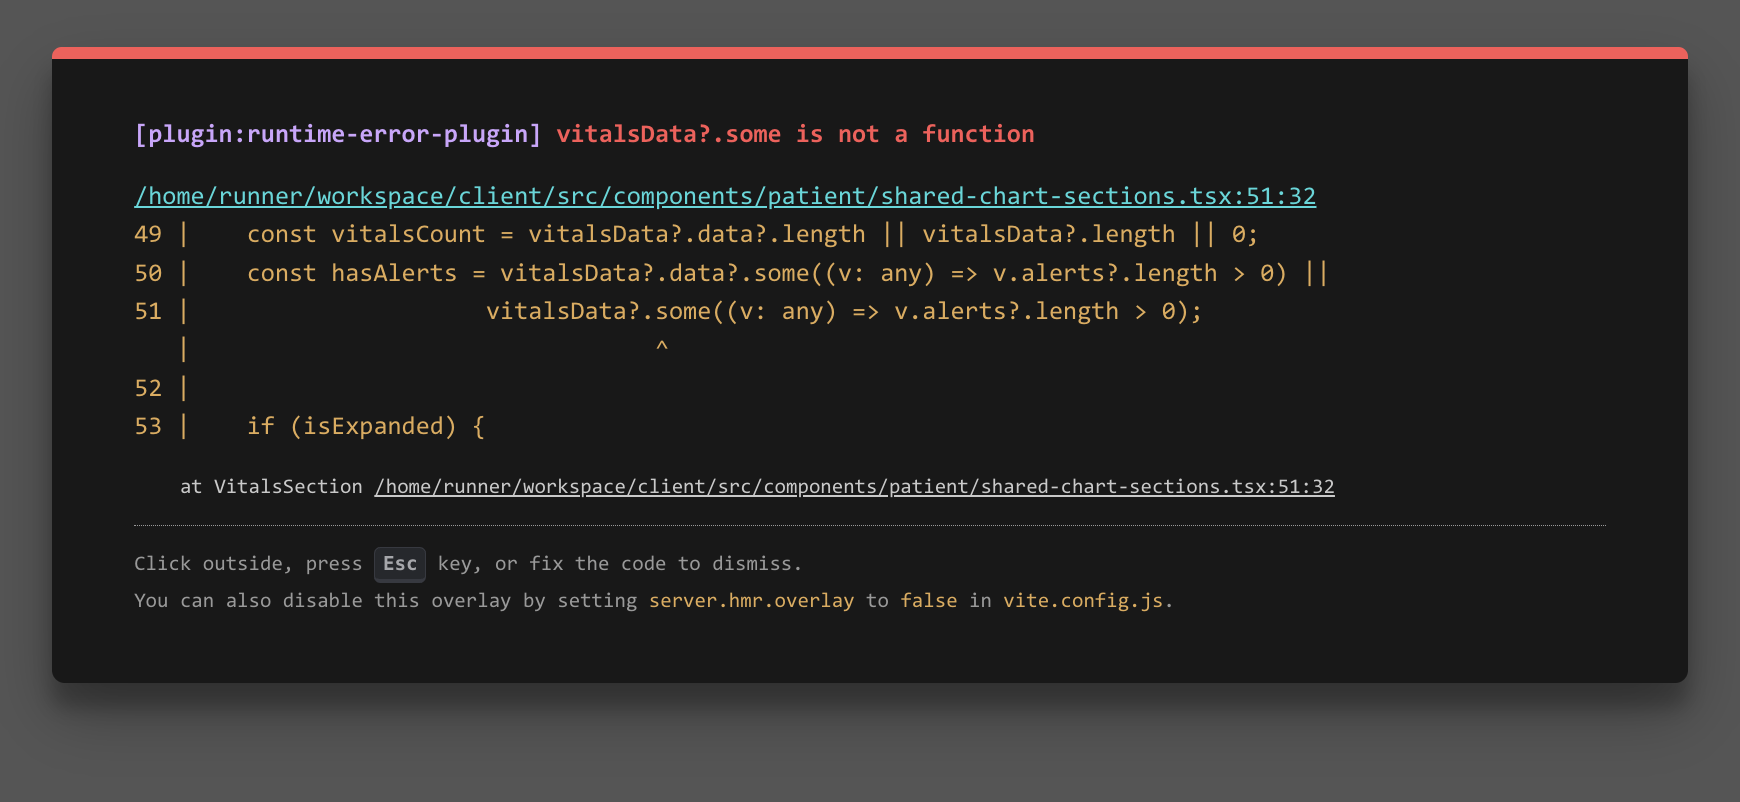 [plugin:runtime-error-plugin] vitalsData?.some is not a function
/home/runner/workspace/client/src/components/patient/shared-chart-sections.tsx:51:32
49 |    const vitalsCount = vitalsData?.data?.length || vitalsData?.length || 0;
50 |    const hasAlerts = vitalsData?.data?.some((v: any) => v.alerts?.length > 0) ||
51 |                     vitalsData?.some((v: any) => v.alerts?.length > 0);
   |                                 ^
52 |
53 |    if (isExpanded) {
at VitalsSection /home/runner/workspace/client/src/components/patient/shared-chart-sections.tsx:51:32
Click outside, press Esc key, or fix the code to dismiss.
You can also disable this overlay by setting server.hmr.overlay to false in vite.config.js.